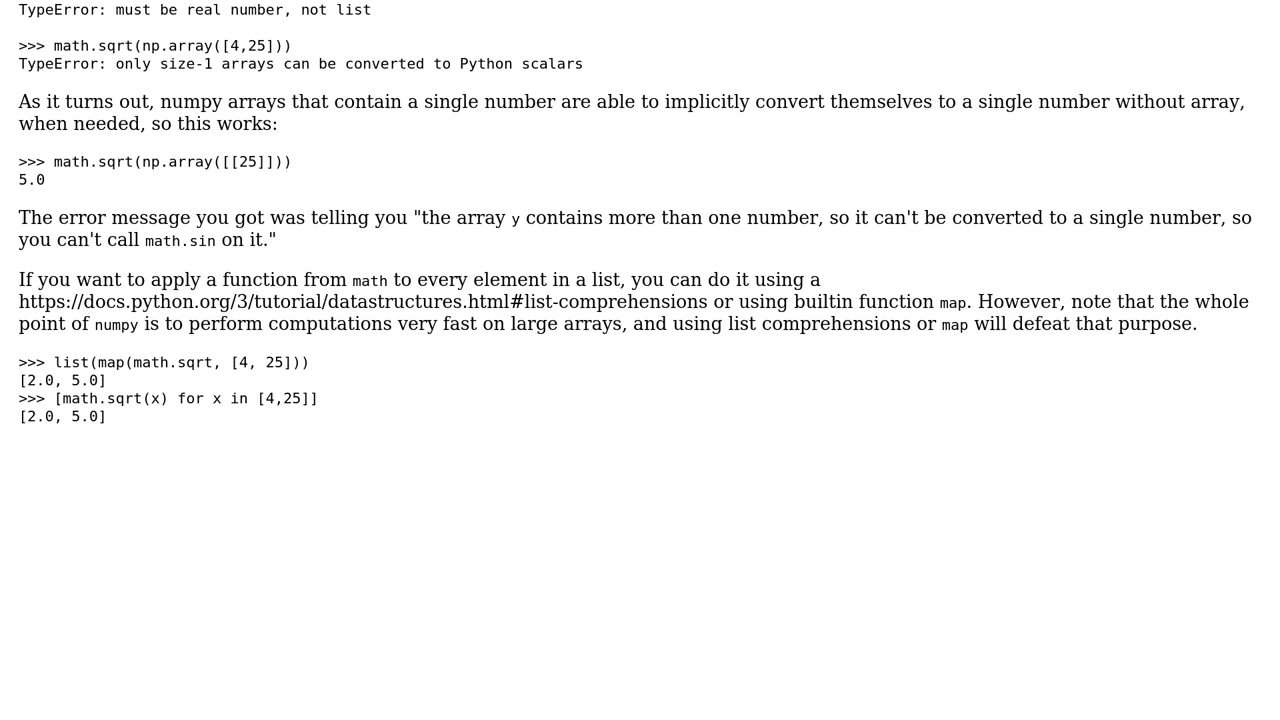 TypeError: must be real number, not list
>>> math.sqrt(np.array([4,25]))
TypeError: only size-1 arrays can be converted to Python scalars
As it turns out, numpy arrays that contain a single number are able to implicitly convert themselves to a single number without array,
when needed, so this works:
>>> math.sqrt(np.array([[25]]))
5.0
The error message you got was telling you "the array y contains more than one number, so it can't be converted to a single number, so
you can't call math.sin on it."
If you want to apply a function from math to every element in a list, you can do it using a
https://docs.python.org/3/tutorial/datastructures.html#list-comprehensions or using builtin function map. However, note that the whole
point of numpy is to perform computations very fast on large arrays, and using list comprehensions or map will defeat that purpose.
>>> list(map(math.sqrt, [4, 25]))
[2.0, 5.0]
>>> [math.sqrt(x) for x in [4,25]]
[2.0, 5.0]